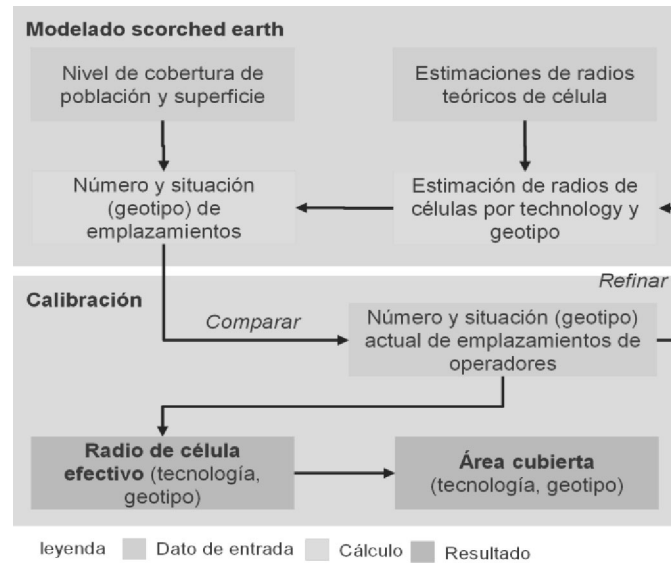 Modelado scorched earth
Nivel de cobertura de
población y superficie
Estimaciones de radios
teóricos de célula
Número y situación
(geotipo) de
emplazamientos
Estimación de radios de
células por technology y
geotipo
Calibración
Refinar
Comparar
Número y situación (geotipo)
actual de emplazamientos de
operadores
Radio de célula
efectivo (tecnología,
geotipo)
Área cubierta
(tecnología, geotipo)
leyenda Dato de entrada Cálculo Resultado